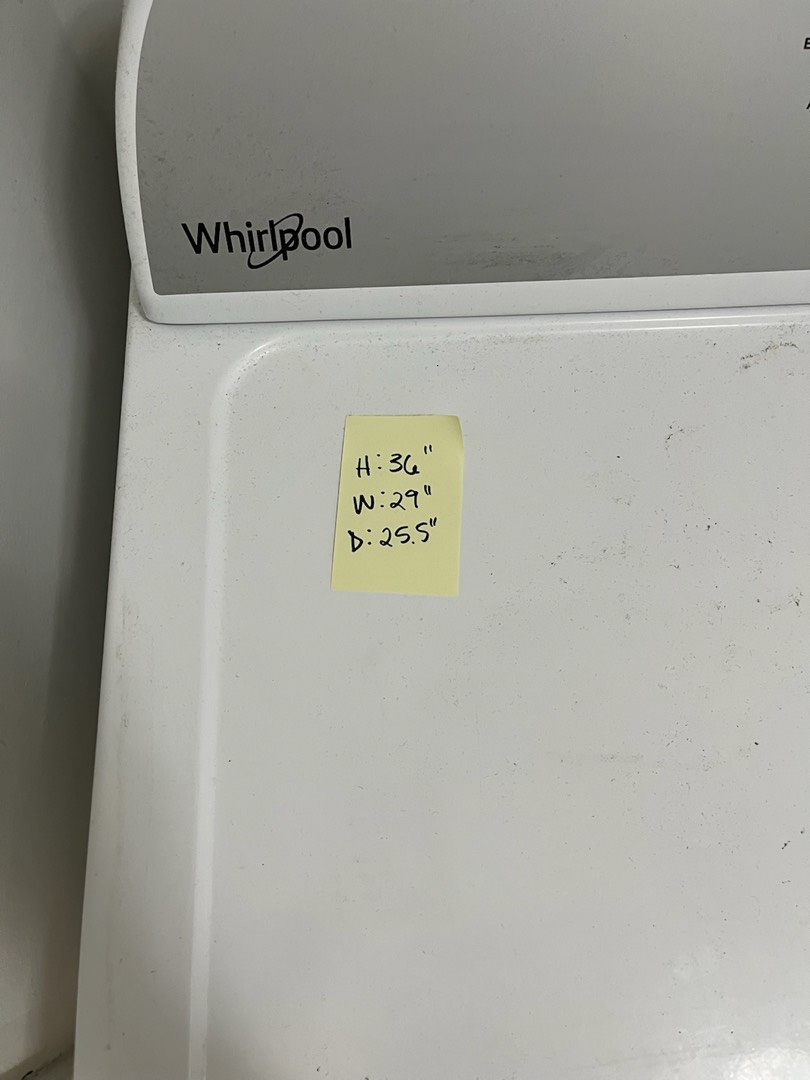 Whirlpool
H: 36"
W: 29"
D: 25.5"